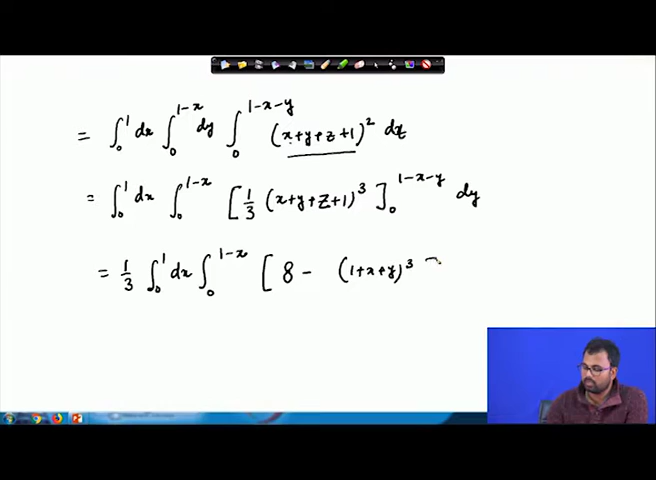 = ∫₀¹ dx ∫₀^{1-x} dy ∫₀^{1-x-y} (x+y+z+1)² dz
= ∫₀¹ dx ∫₀^{1-x} [ 1/3 (x+y+z+1)³ ]₀^{1-x-y} dy
= 1/3 ∫₀¹ dx ∫₀^{1-x} [ 8 - (1+x+y)³